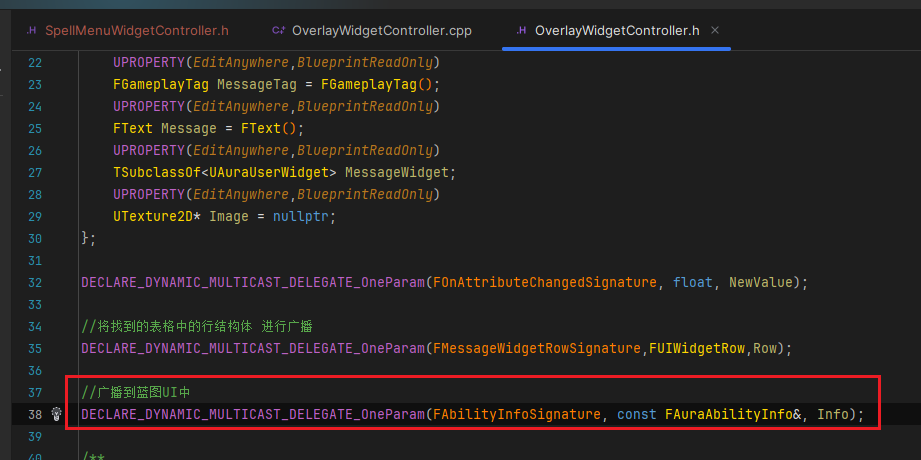 SpellMenuWidgetController.h OverlayWidgetController.cpp OverlayWidgetController.h
22 UPROPERTY(EditAnywhere,BlueprintReadOnly)
23 FGameplayTag MessageTag = FGameplayTag();
24 UPROPERTY(EditAnywhere,BlueprintReadOnly)
25 FText Message = FText();
26 UPROPERTY(EditAnywhere,BlueprintReadOnly)
27 TSubclassOf<UAuraUserWidget> MessageWidget;
28 UPROPERTY(EditAnywhere,BlueprintReadOnly)
29 UTexture2D* Image = nullptr;
30 };
31
32 DECLARE_DYNAMIC_MULTICAST_DELEGATE_OneParam(FOnAttributeChangedSignature, float, NewValue);
33
34 //将找到的表格中的行结构体 进行广播
35 DECLARE_DYNAMIC_MULTICAST_DELEGATE_OneParam(FMessageWidgetRowSignature,FUIWidgetRow,Row);
36
37 //广播到蓝图UI中
38 DECLARE_DYNAMIC_MULTICAST_DELEGATE_OneParam(FAbilityInfoSignature, const FAuraAbilityInfo&, Info);
39
40 /**